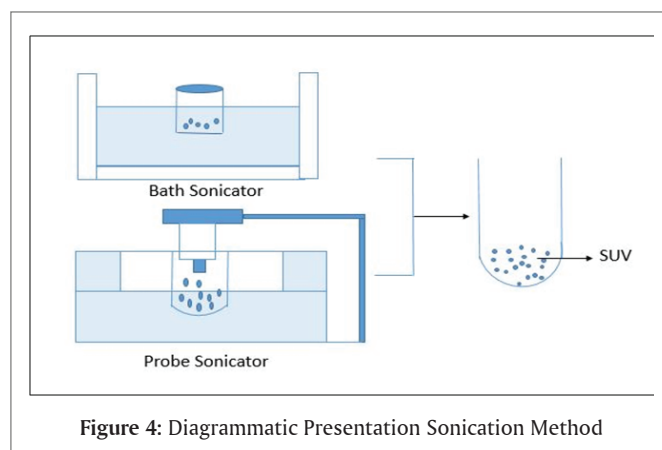 Bath Sonicator
Probe Sonicator
SUV
Figure 4: Diagrammatic Presentation Sonication Method